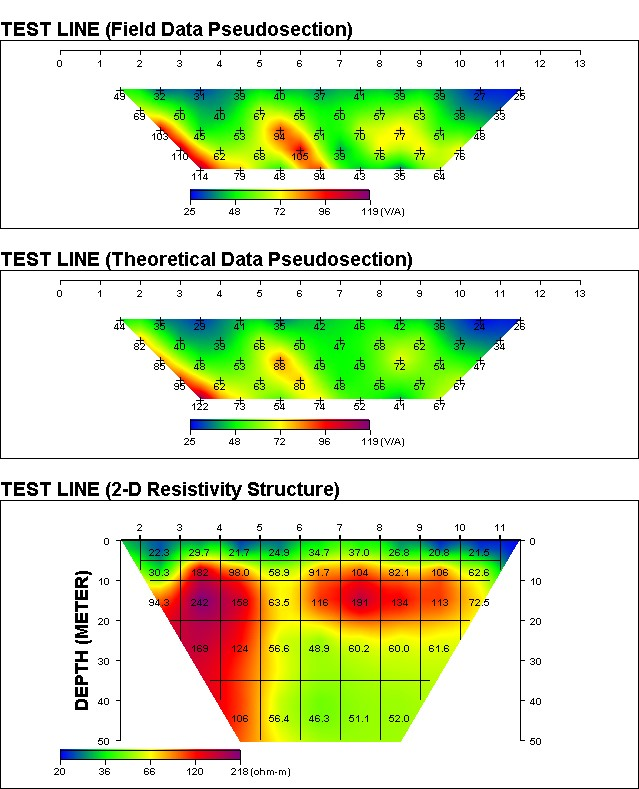 TEST LINE (Field Data Pseudosection)
0 1 2 3 4 5 6 7 8 9 10 11 12 13
49 32 31 39 40 37 41 39 39 27 25
69 50 40 67 55 50 67 63 38 33
103 45 53 94 51 70 77 71 48
110 62 68 105 39 76 77 76
114 79 48 94 43 35 64
25 48 72 96 119 (V/A)
TEST LINE (Theoretical Data Pseudosection)
0 1 2 3 4 5 6 7 8 9 10 11 12 13
44 35 29 41 35 42 46 42 36 24 26
82 40 39 66 50 47 58 62 37 34
85 48 53 88 49 49 72 54 47
95 62 63 80 48 56 57 67
122 73 54 74 52 41 67
25 48 72 96 119 (V/A)
TEST LINE (2-D Resistivity Structure)
2 3 4 5 6 7 8 9 10 11
0 22.3 29.7 21.7 24.9 34.7 37.0 26.8 20.8 21.5 0
30.3 182 98.0 58.9 91.7 104 82.1 106 62.6
10 10
94.3 242 158 63.5 116 191 134 113 72.5
20 20
169 124 56.6 48.9 60.2 60.0 61.6
30 30
40 40
106 56.4 46.3 51.1 52.0
50 50
DEPTH (METER)
20 36 66 120 218 (ohm-m)